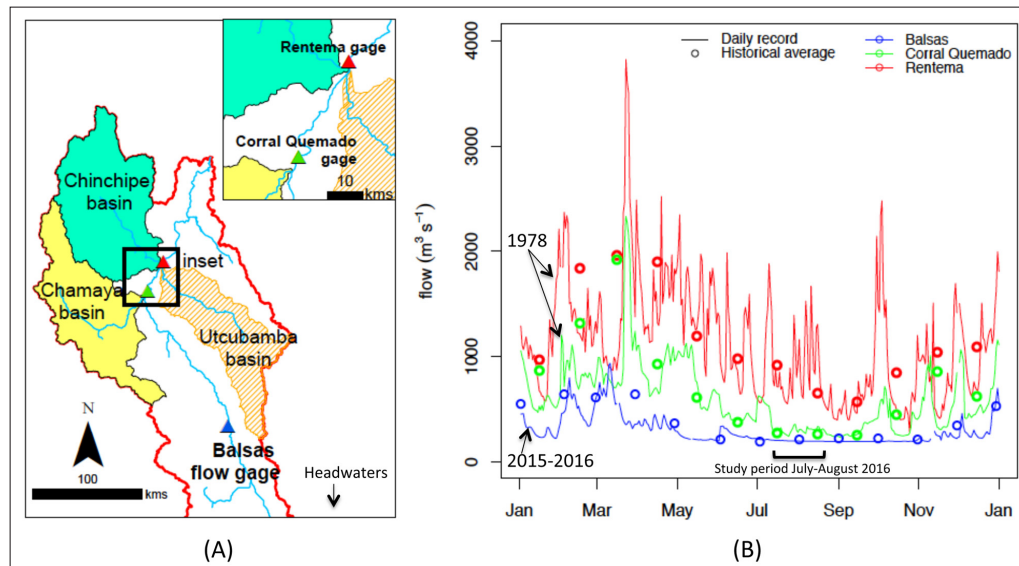 Rentema gage
Corral Quemado
gage
10
kms
Chinchipe
basin
inset
Chamaya
basin
Utcubamba
basin
N
Balsas
flow gage
100
kms
Headwaters
(A)
flow (m³ s⁻¹)
4000
3000
2000
1000
0
Daily record
Historical average
Balsas
Corral Quemado
Rentema
1978
2015-2016
Study period July-August 2016
Jan Mar May Jul Sep Nov Jan
(B)